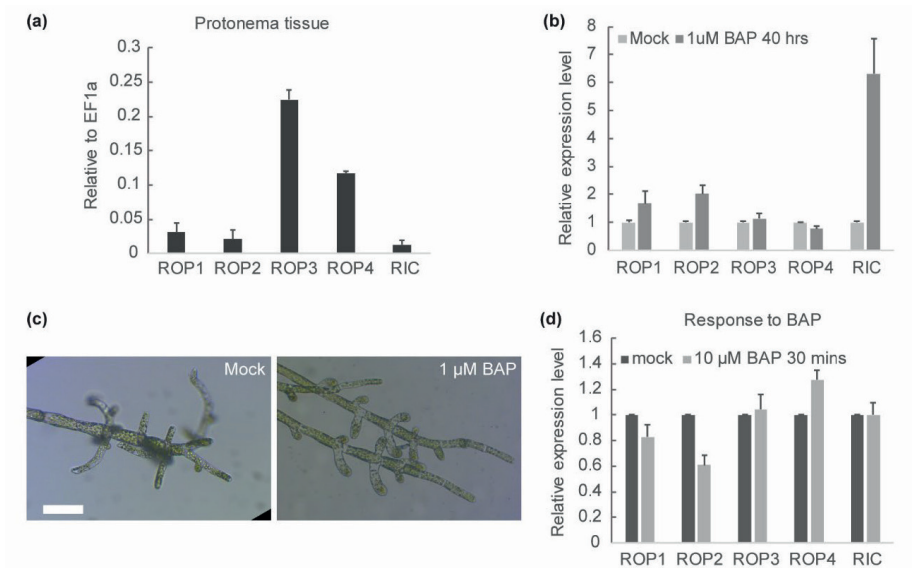 (a)
Protonema tissue
Relative to EF1a
0.3
0.25
0.2
0.15
0.1
0.05
0
ROP1 ROP2 ROP3 ROP4 RIC
(b)
Relative expression level
8
7
6
5
4
3
2
1
0
Mock 1uM BAP 40 hrs
ROP1 ROP2 ROP3 ROP4 RIC
(c)
Mock
1 µM BAP
(d)
Response to BAP
Relative expression level
1.6
1.4
1.2
1
0.8
0.6
0.4
0.2
0
mock 10 µM BAP 30 mins
ROP1 ROP2 ROP3 ROP4 RIC